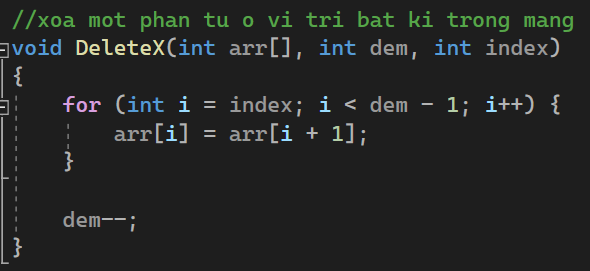 //xoa mot phan tu o vi tri bat ki trong mang
void DeleteX(int arr[], int dem, int index)
{
    for (int i = index; i < dem - 1; i++) {
        arr[i] = arr[i + 1];
    }

    dem--;
}